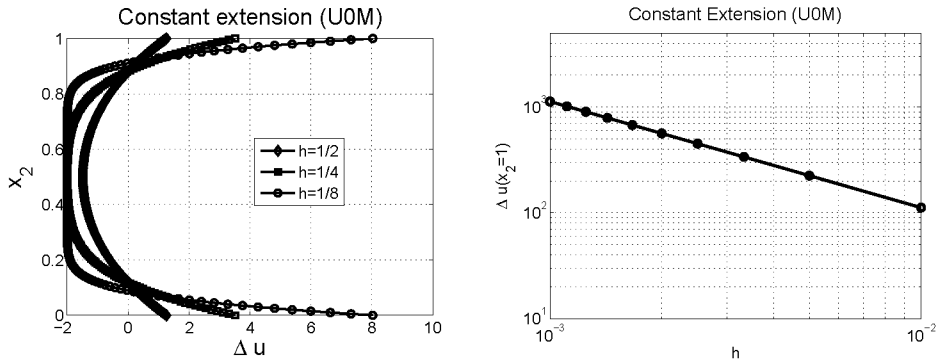 Constant extension (U0M)
1
0.8
0.6
0.4
0.2
0
x2
h=1/2
h=1/4
h=1/8
-2 0 2 4 6 8 10
Δ u
Constant Extension (U0M)
10^3
10^2
10^1
Δ u(x2=1)
10^-3 10^-2
h